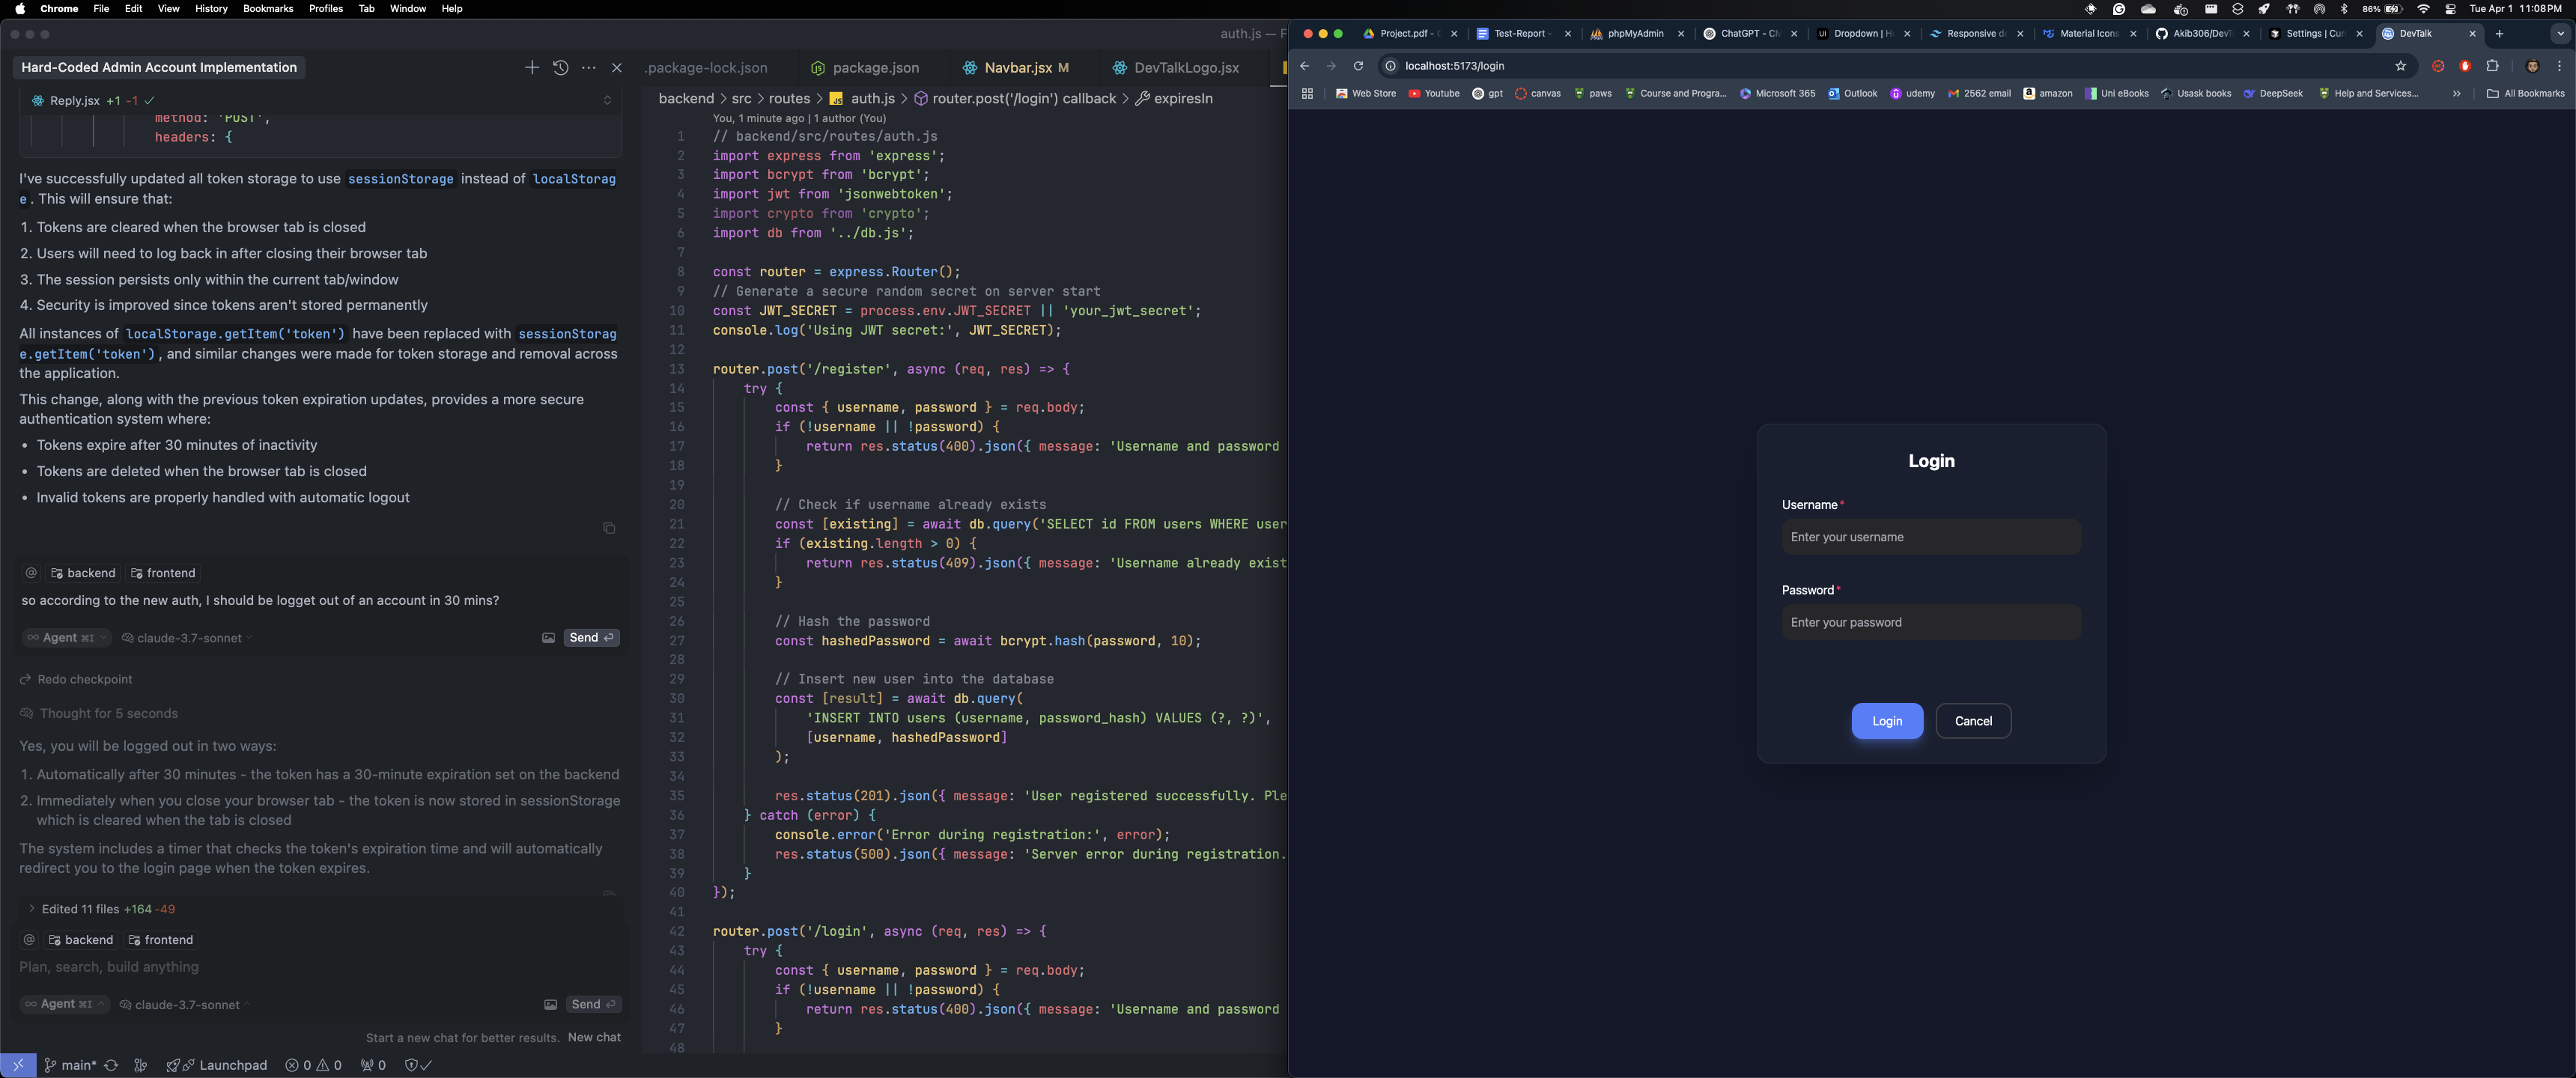 Chrome File Edit View History Bookmarks Profiles Tab Window Help
86% Tue Apr 1 11:08 PM
auth.js — F
Hard-Coded Admin Account Implementation
Reply.jsx +1 -1
method: 'POST',
headers: {
I've successfully updated all token storage to use sessionStorage instead of localStorag
e. This will ensure that:
1. Tokens are cleared when the browser tab is closed
2. Users will need to log back in after closing their browser tab
3. The session persists only within the current tab/window
4. Security is improved since tokens aren't stored permanently
All instances of localStorage.getItem('token') have been replaced with sessionStorag
e.getItem('token'), and similar changes were made for token storage and removal across
the application.
This change, along with the previous token expiration updates, provides a more secure
authentication system where:
• Tokens expire after 30 minutes of inactivity
• Tokens are deleted when the browser tab is closed
• Invalid tokens are properly handled with automatic logout
@ backend frontend
so according to the new auth, I should be logget out of an account in 30 mins?
Agent ⌘I claude-3.7-sonnet Send
Redo checkpoint
Thought for 5 seconds
Yes, you will be logged out in two ways:
1. Automatically after 30 minutes - the token has a 30-minute expiration set on the backend
2. Immediately when you close your browser tab - the token is now stored in sessionStorage
which is cleared when the tab is closed
The system includes a timer that checks the token's expiration time and will automatically
redirect you to the login page when the token expires.
Edited 11 files +164 -49
@ backend frontend
Plan, search, build anything
Agent ⌘I claude-3.7-sonnet Send
Start a new chat for better results. New chat
main* Launchpad 0 0 0
.package-lock.json package.json Navbar.jsx M DevTalkLogo.jsx
backend > src > routes > auth.js > router.post('/login') callback > expiresIn
You, 1 minute ago | 1 author (You)
1 // backend/src/routes/auth.js
2 import express from 'express';
3 import bcrypt from 'bcrypt';
4 import jwt from 'jsonwebtoken';
5 import crypto from 'crypto';
6 import db from '../db.js';
7
8 const router = express.Router();
9 // Generate a secure random secret on server start
10 const JWT_SECRET = process.env.JWT_SECRET || 'your_jwt_secret';
11 console.log('Using JWT secret:', JWT_SECRET);
12
13 router.post('/register', async (req, res) => {
14 try {
15 const { username, password } = req.body;
16 if (!username || !password) {
17 return res.status(400).json({ message: 'Username and password
18 }
19
20 // Check if username already exists
21 const [existing] = await db.query('SELECT id FROM users WHERE user
22 if (existing.length > 0) {
23 return res.status(409).json({ message: 'Username already exist
24 }
25
26 // Hash the password
27 const hashedPassword = await bcrypt.hash(password, 10);
28
29 // Insert new user into the database
30 const [result] = await db.query(
31 'INSERT INTO users (username, password_hash) VALUES (?, ?)',
32 [username, hashedPassword]
33 );
34
35 res.status(201).json({ message: 'User registered successfully. Ple
36 } catch (error) {
37 console.error('Error during registration:', error);
38 res.status(500).json({ message: 'Server error during registration.
39 }
40 });
41
42 router.post('/login', async (req, res) => {
43 try {
44 const { username, password } = req.body;
45 if (!username || !password) {
46 return res.status(400).json({ message: 'Username and password
47 }
48
Project.pdf - Test-Report - phpMyAdmin ChatGPT - CM Dropdown | H Responsive d Material Icons Akib306/DevT Settings | Cur DevTalk
localhost:5173/login
Web Store Youtube gpt canvas paws Course and Progra... Microsoft 365 Outlook udemy 2562 email amazon Uni eBooks Usask books DeepSeek Help and Services... » All Bookmarks
Login
Username*
Enter your username
Password*
Enter your password
Login Cancel